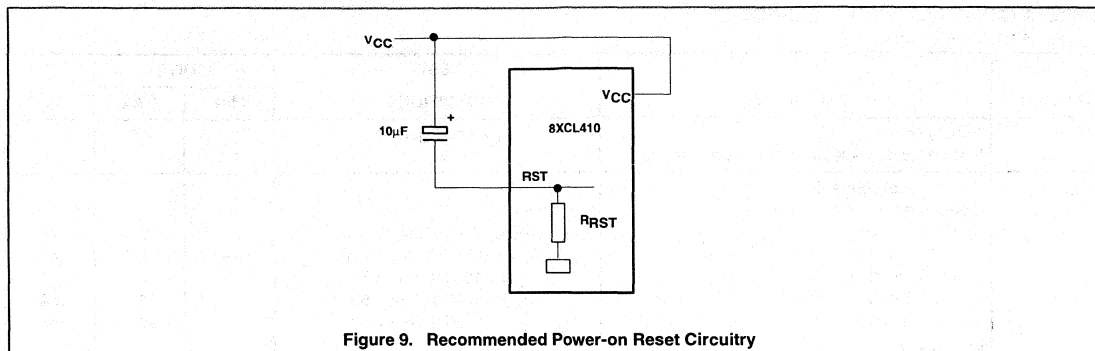 VCC
VCC
8XCL410
+
10μF
RST
RRST
Figure 9. Recommended Power-on Reset Circuitry